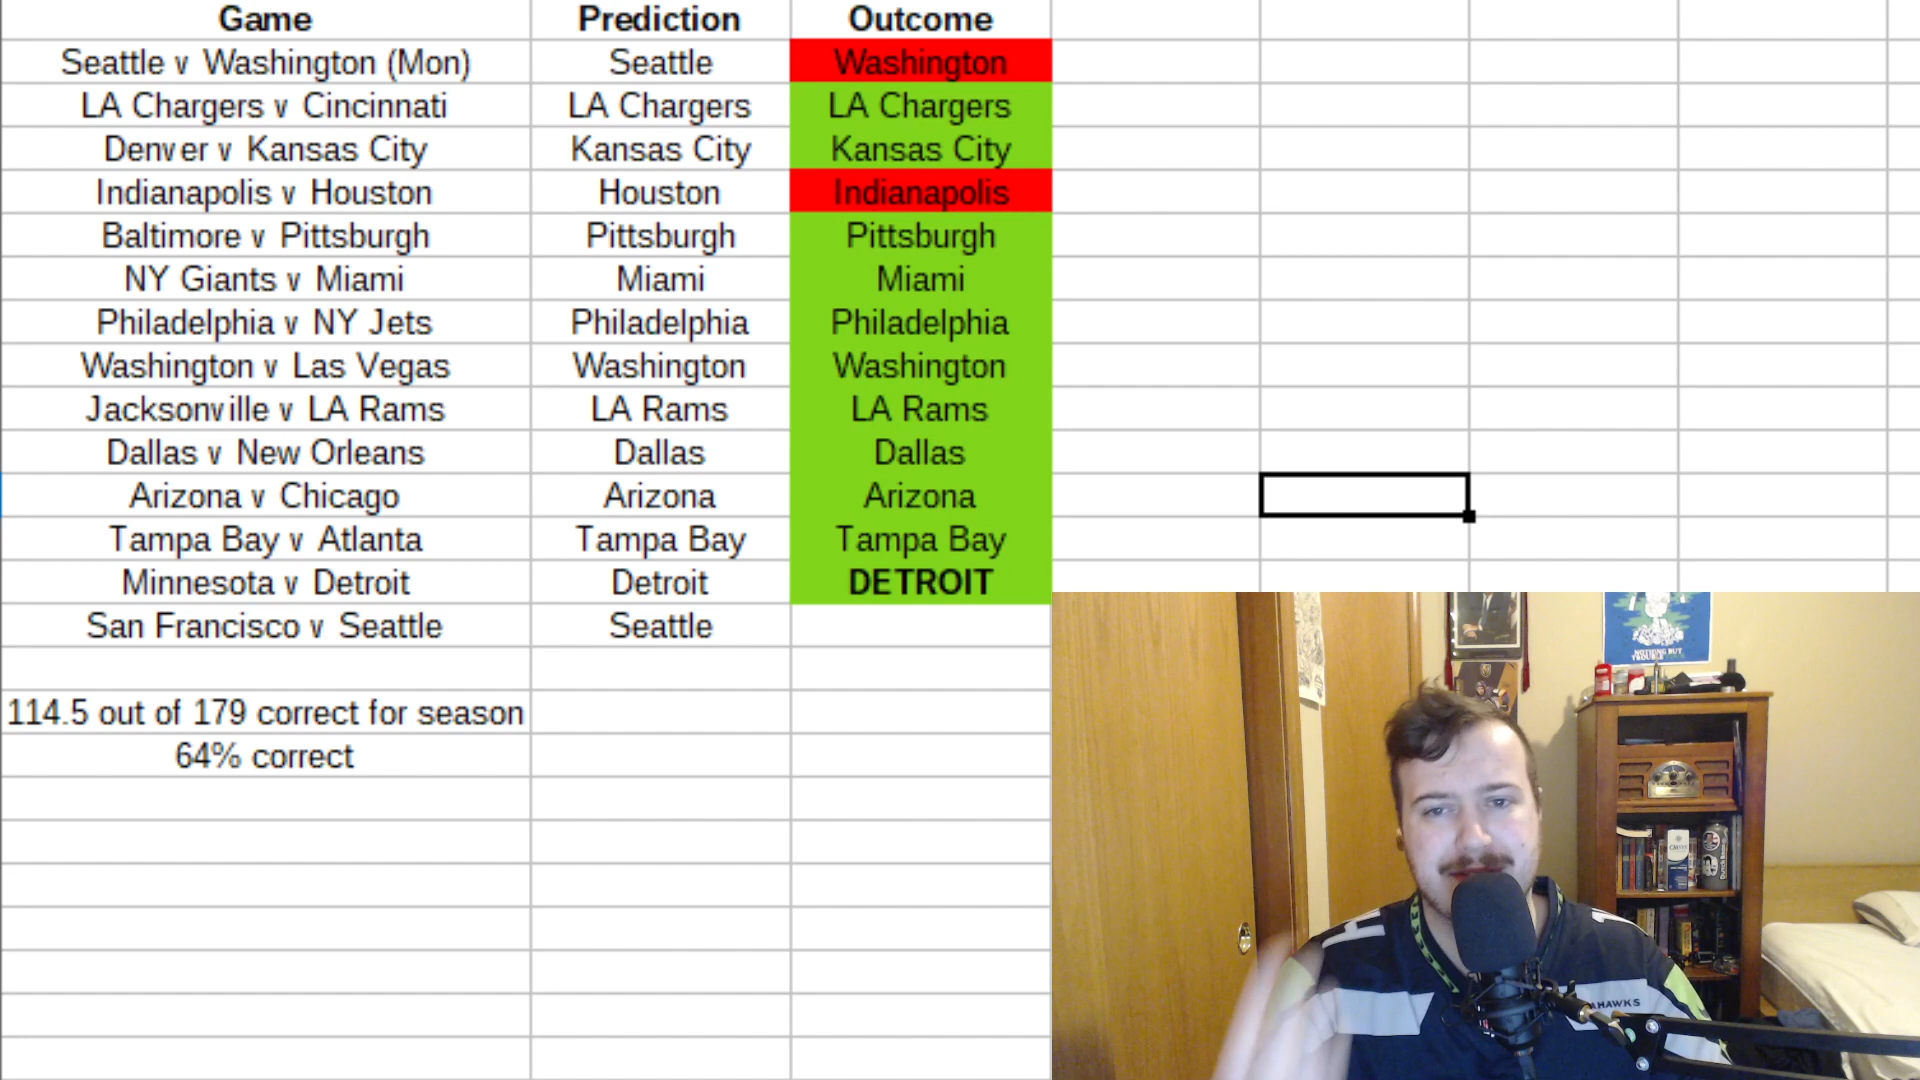 Game Prediction Outcome
Seattle v Washington (Mon) Seattle Washington
LA Chargers v Cincinnati LA Chargers LA Chargers
Denver v Kansas City Kansas City Kansas City
Indianapolis v Houston Houston Indianapolis
Baltimore v Pittsburgh Pittsburgh Pittsburgh
NY Giants v Miami Miami Miami
Philadelphia v NY Jets Philadelphia Philadelphia
Washington v Las Vegas Washington Washington
Jacksonville v LA Rams LA Rams LA Rams
Dallas v New Orleans Dallas Dallas
Arizona v Chicago Arizona Arizona
Tampa Bay v Atlanta Tampa Bay Tampa Bay
Minnesota v Detroit Detroit DETROIT
San Francisco v Seattle Seattle
114.5 out of 179 correct for season
64% correct
NOTHING BUT
TROUBLE
AHAWKS